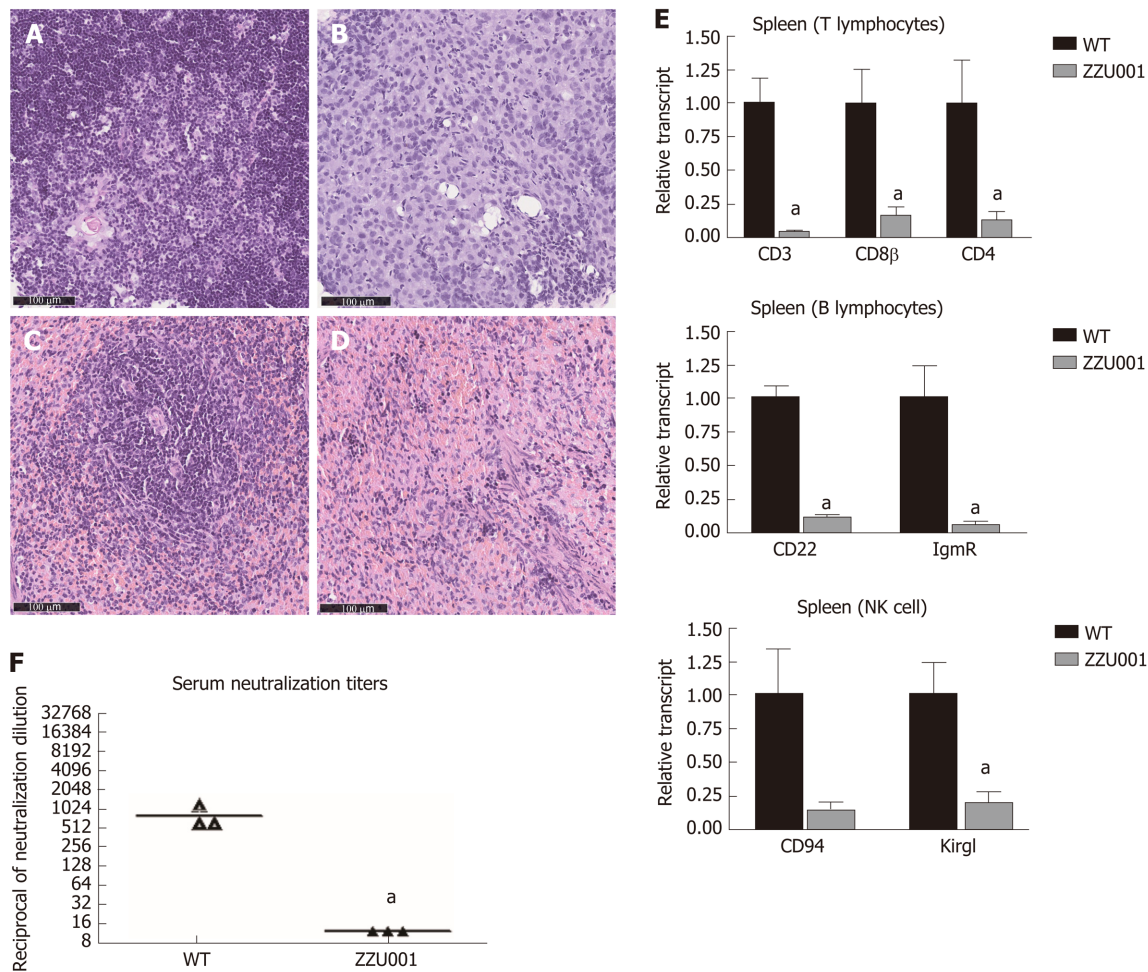 A
B
100 µm
100 µm
C
D
100 µm
100 µm
E
Spleen (T lymphocytes)
WT
ZZU001
Relative transcript
1.50
1.25
1.00
0.75
0.50
0.25
0.00
a
a
a
CD3
CD8β
CD4
Spleen (B lymphocytes)
WT
ZZU001
Relative transcript
1.50
1.25
1.00
0.75
0.50
0.25
0.00
a
a
CD22
IgmR
Spleen (NK cell)
WT
ZZU001
Relative transcript
1.50
1.25
1.00
0.75
0.50
0.25
0.00
a
CD94
Kirgl
F
Serum neutralization titers
Reciprocal of neutralization dilution
32768
16384
8192
4096
2048
1024
512
256
128
64
32
16
8
a
WT
ZZU001